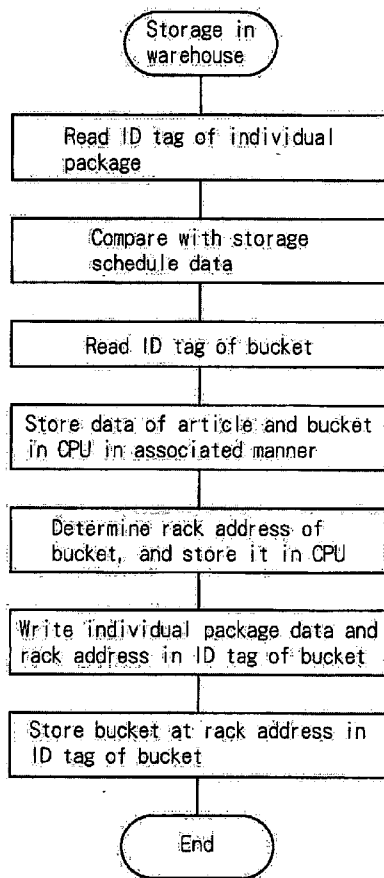 Storage in
warehouse
Read ID tag of individual
package
Compare with storage
schedule data
Read ID tag of bucket
Store data of article and bucket
in CPU in associated manner
Determine rack address of
bucket, and store it in CPU
Write individual package data and
rack address in ID tag of bucket
Store bucket at rack address in
ID tag of bucket
End